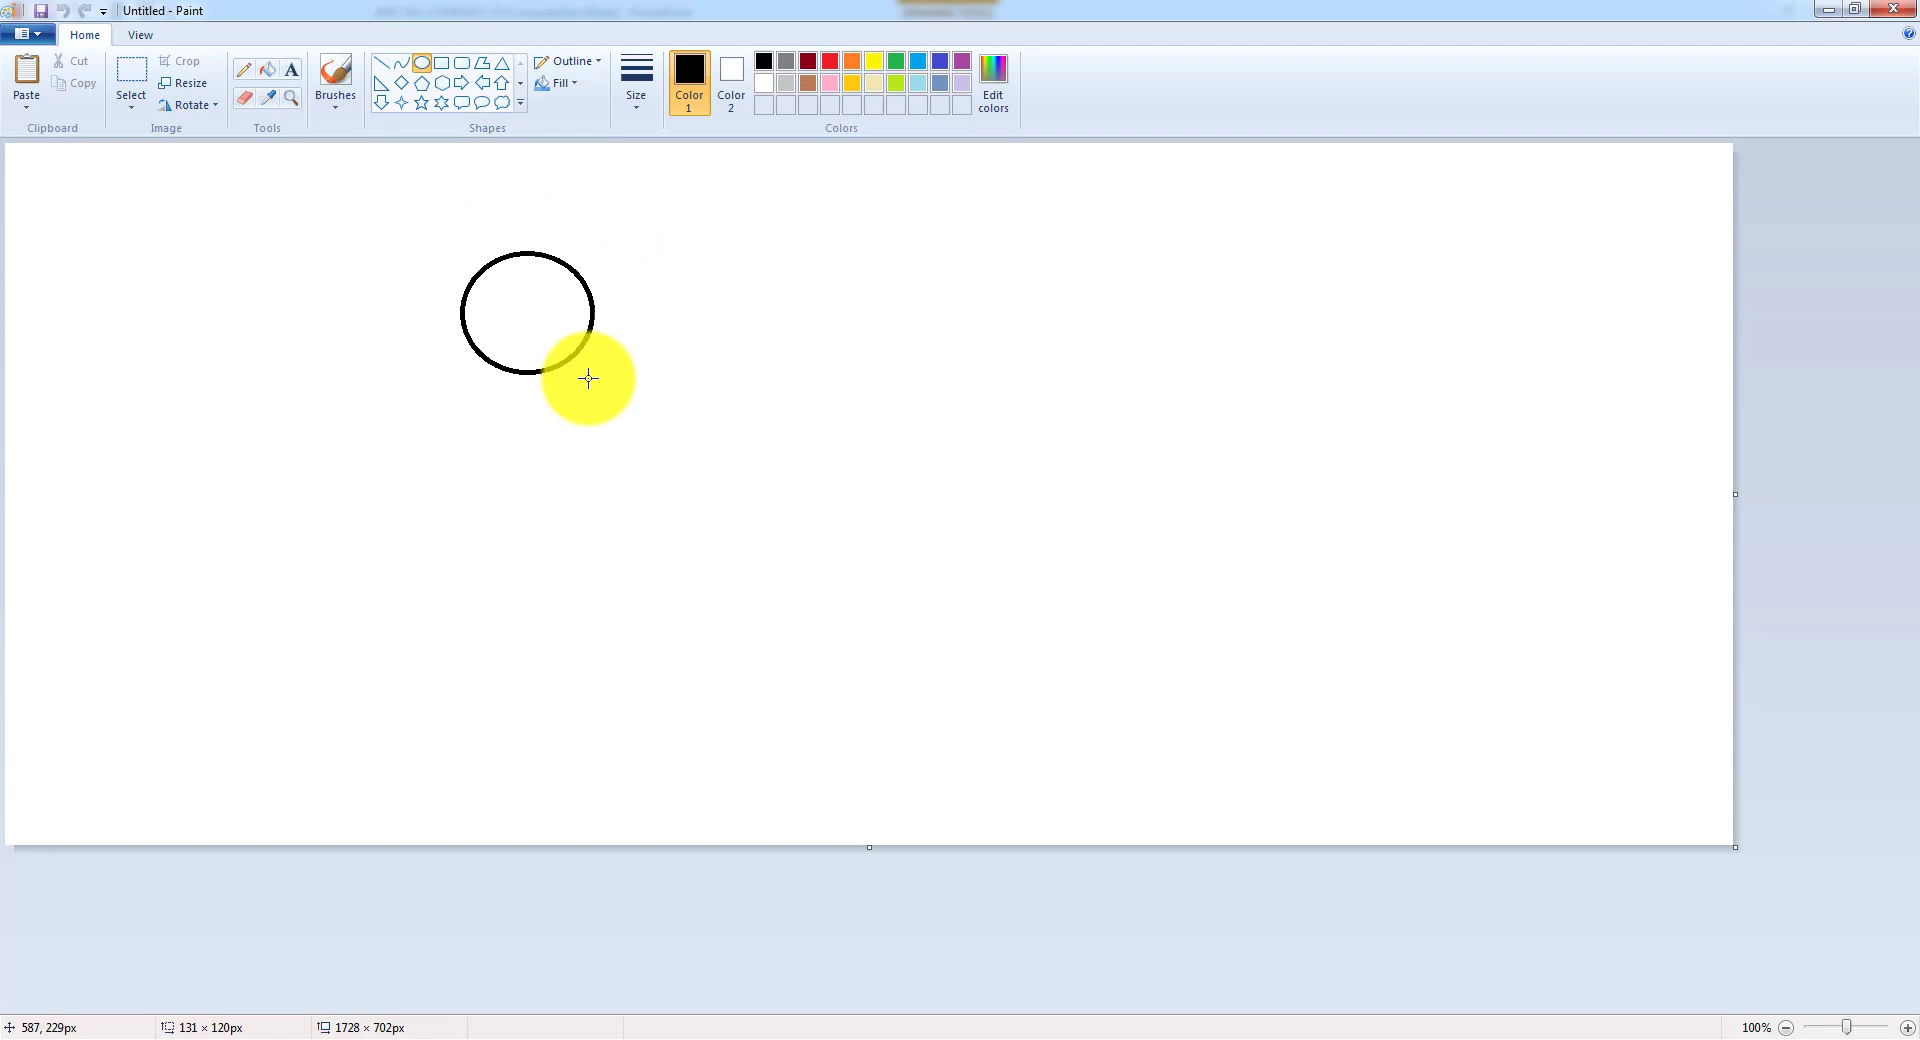 Untitled - Paint
Home View
Paste
Cut
Copy
Clipboard
Select
Crop
Resize
Rotate
Image
A
Tools
Brushes
Shapes
Outline
Fill
Size
Color
1
Color
2
Colors
Edit
colors
587, 229px
131 × 120px
1728 × 702px
100%